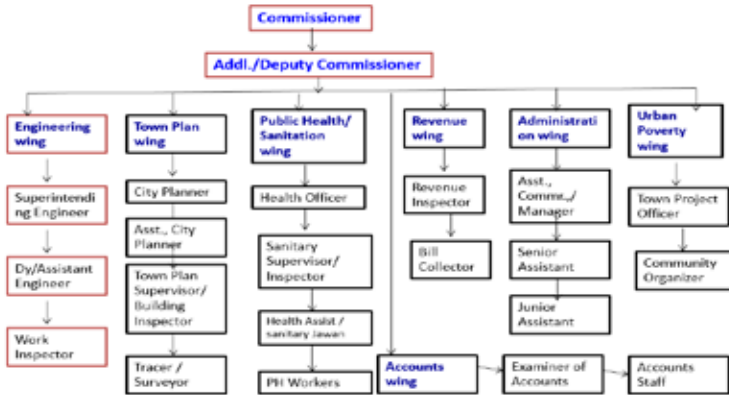 Commissioner
Addl./Deputy Commissioner
Engineering
wing
Superintendi
ng Engineer
Dy/Assistant
Engineer
Work
Inspector
Town Plan
wing
City Planner
Asst., City
Planner
Town Plan
Supervisor/
Building
Inspector
Tracer /
Surveyor
Public Health/
Sanitation
wing
Health Officer
Sanitary
Supervisor/
Inspector
Health Assist /
sanitary Jawan
PH Workers
Revenue
wing
Revenue
Inspector
Bill
Collector
Administrati
on wing
Asst.,
Commr.,/
Manager
Senior
Assistant
Junior
Assistant
Urban
Poverty
wing
Town Project
Officer
Community
Organizer
Accounts
wing
Examiner of
Accounts
Accounts
Staff